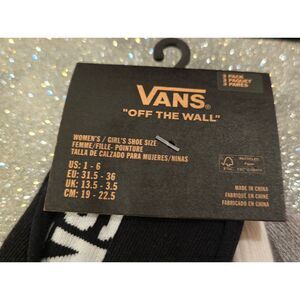 3 PACK
3 PAQUET
3 PARES
VANS
"OFF THE WALL"
WOMEN'S / GIRL'S SHOE SIZE
FEMME/FILLE- POINTURE
TALLA DE CALZADO PARA MUJERES/NINAS
US: 1 - 6
EU: 31.5 - 36
UK: 13.5 - 3.5
CM: 19 - 22.5
FSC
MADE IN CHINA
FABRIQUÉ EN CHINE
FABRICADO EN CHINA